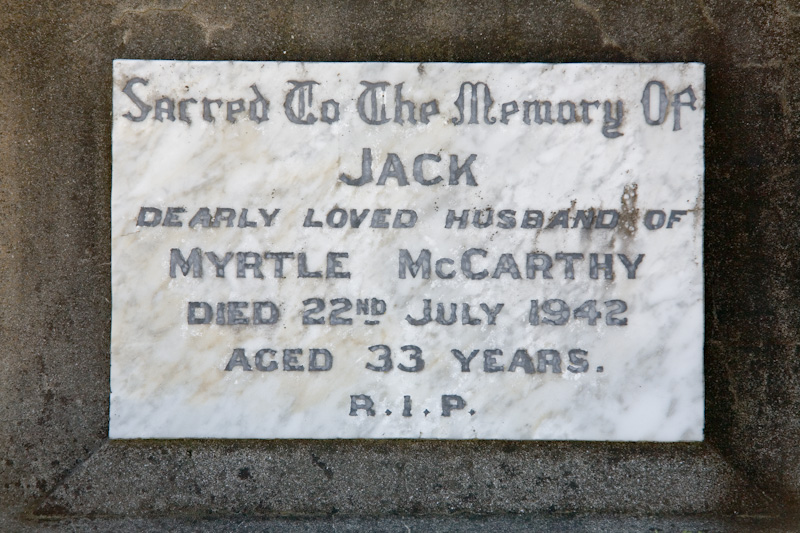 Sacred To The Memory Of
JACK
DEARLY LOVED HUSBAND OF
MYRTLE McCARTHY
DIED 22ND JULY 1942
AGED 33 YEARS.
R.I.P.